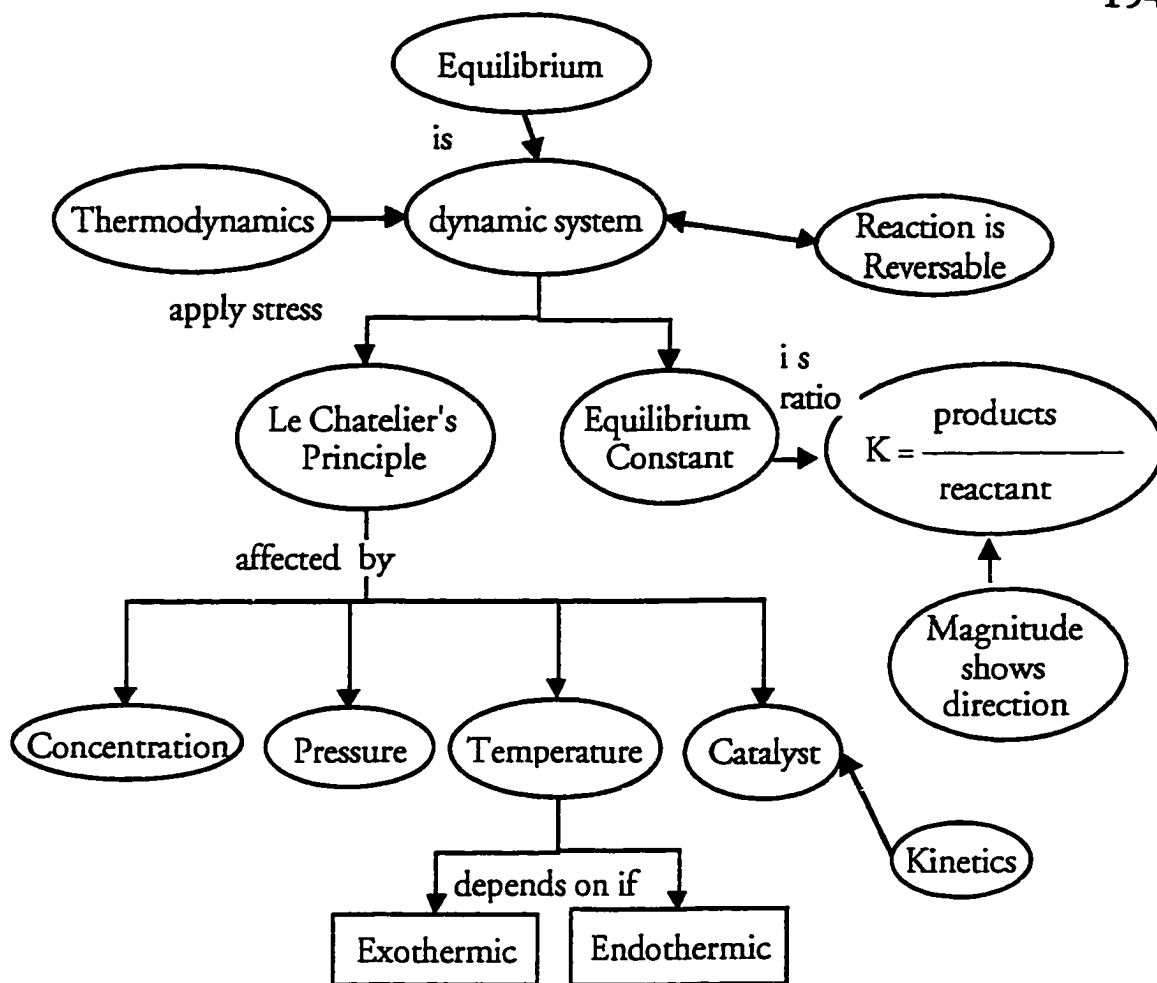 Equilibrium
is
Thermodynamics
dynamic system
Reaction is
Reversable
apply stress
i s
ratio
Le Chatelier's
Principle
Equilibrium
Constant
products
K =
reactant
affected by
Magnitude
shows
direction
Concentration
Pressure
Temperature
Catalyst
Kinetics
depends on if
Exothermic
Endothermic